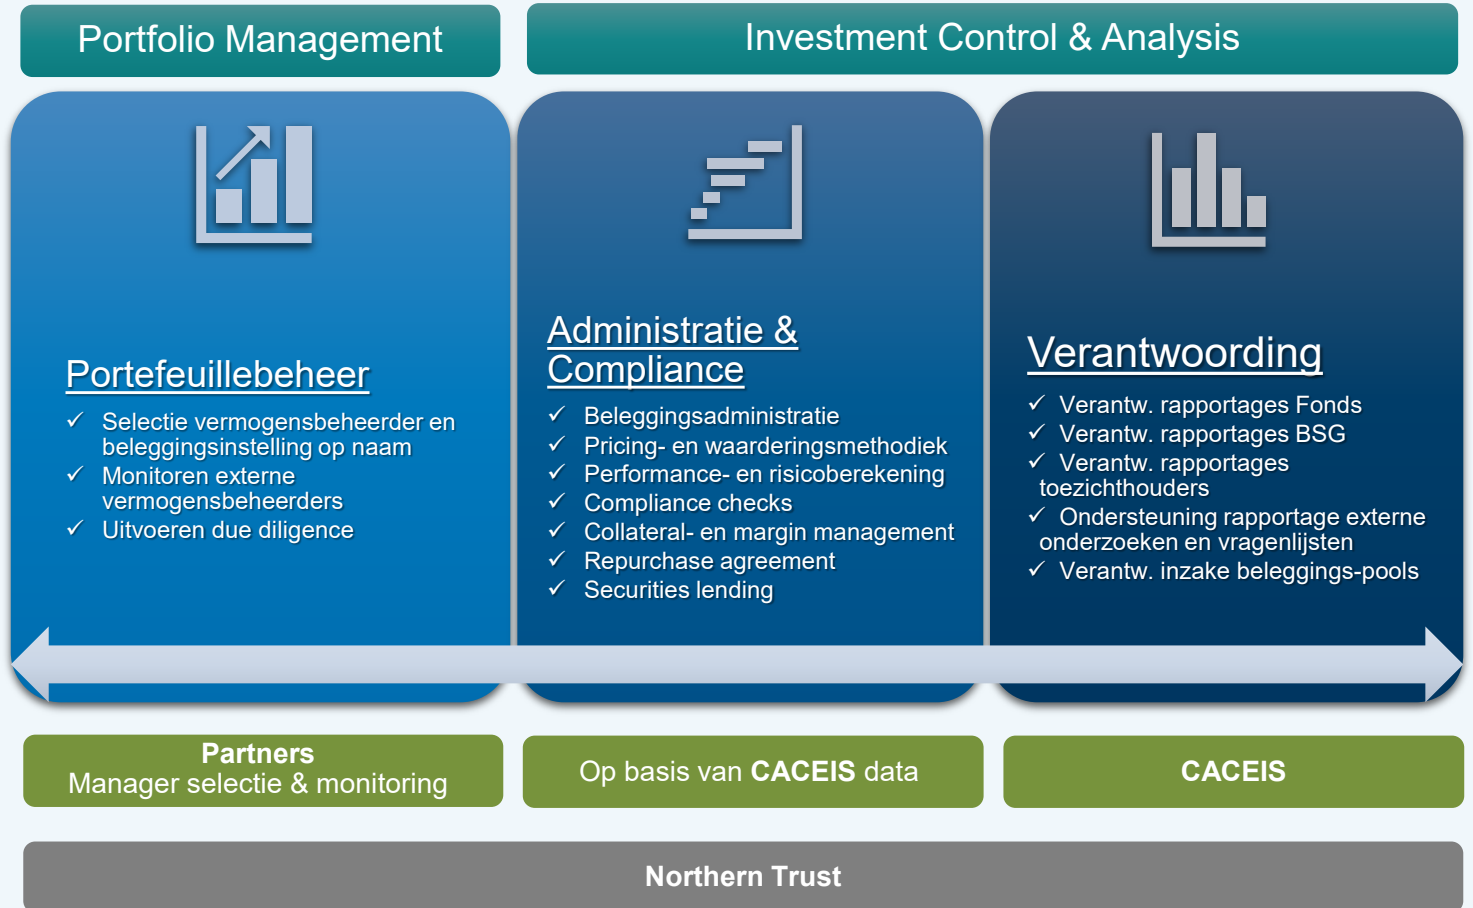 Portfolio Management
Investment Control & Analysis
Portefeuillebeheer
✓ Selectie vermogensbeheerder en
beleggingsinstelling op naam
✓ Monitoren externe
vermogensbeheerders
✓ Uitvoeren due diligence
Administratie &
Compliance
✓ Beleggingsadministratie
✓ Pricing- en waarderingsmethodiek
✓ Performance- en risicoberekening
✓ Compliance checks
✓ Collateral- en margin management
✓ Repurchase agreement
✓ Securities lending
Verantwoording
✓ Verantw. rapportages Fonds
✓ Verantw. rapportages BSG
✓ Verantw. rapportages
toezichthouders
✓ Ondersteuning rapportage externe
onderzoeken en vragenlijsten
✓ Verantw. inzake beleggings-pools
Partners
Manager selectie & monitoring
Op basis van CACEIS data
CACEIS
Northern Trust